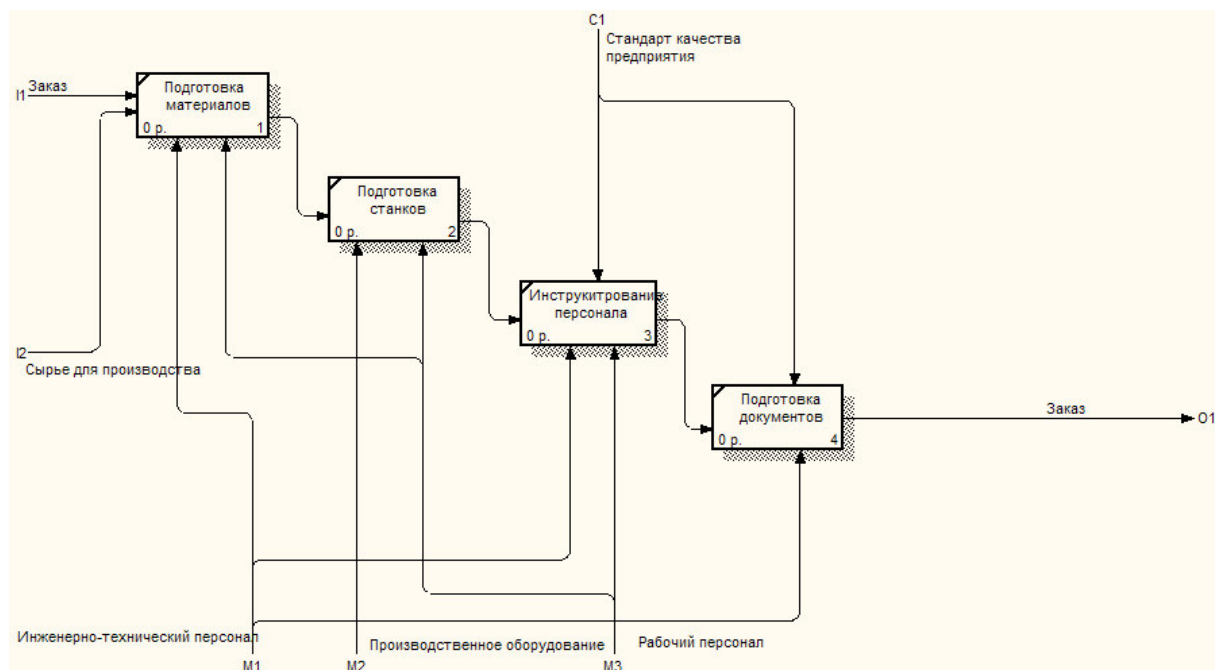 C1
Стандарт качества
предприятия
I1
Заказ
Подготовка
материалов
0 р.
1
Подготовка
станков
0 р.
2
Инструкитрование
персонала
0 р.
3
I2
Сырье для производства
Подготовка
документов
0 р.
4
Заказ
O1
Инженерно-технический персонал
Производственное оборудование
Рабочий персонал
M1
M2
M3